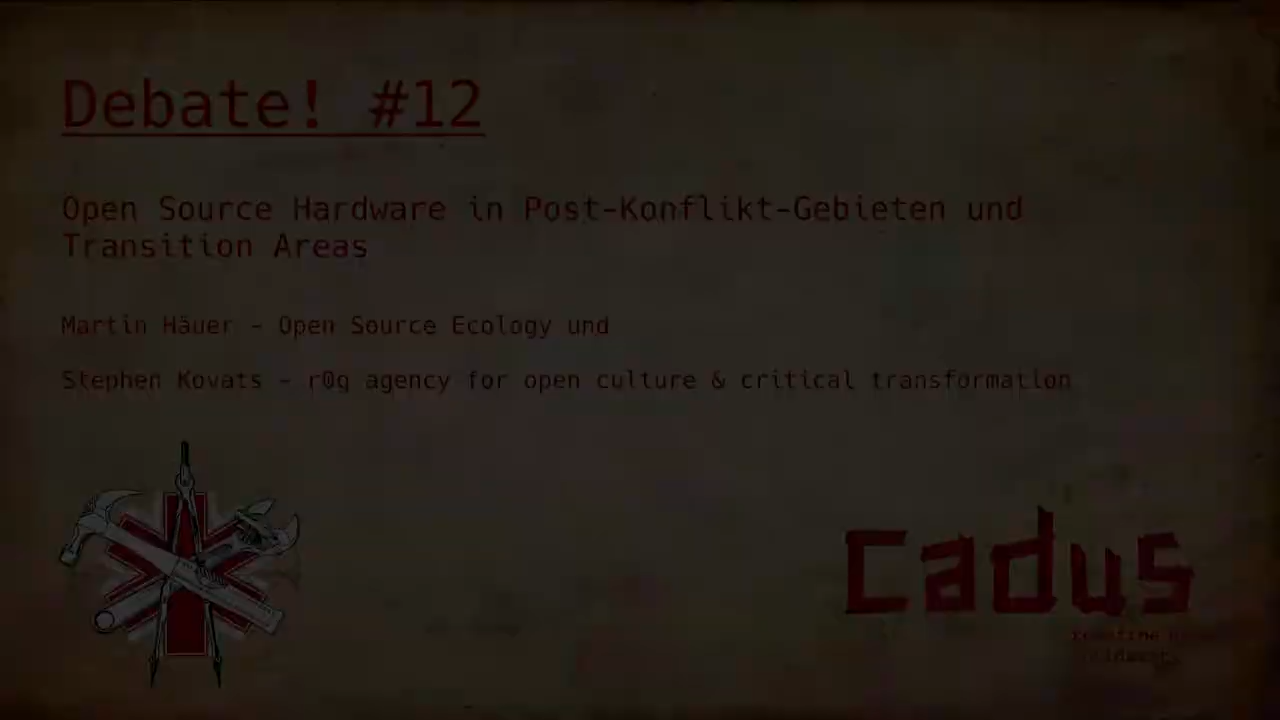 Debate! #12
Open Source Hardware in Post-Konflikt-Gebieten und
Transition Areas
Martin Häuer - Open Source Ecology und
Stephen Kovats - r0g agency for open culture & critical transformation
cadus